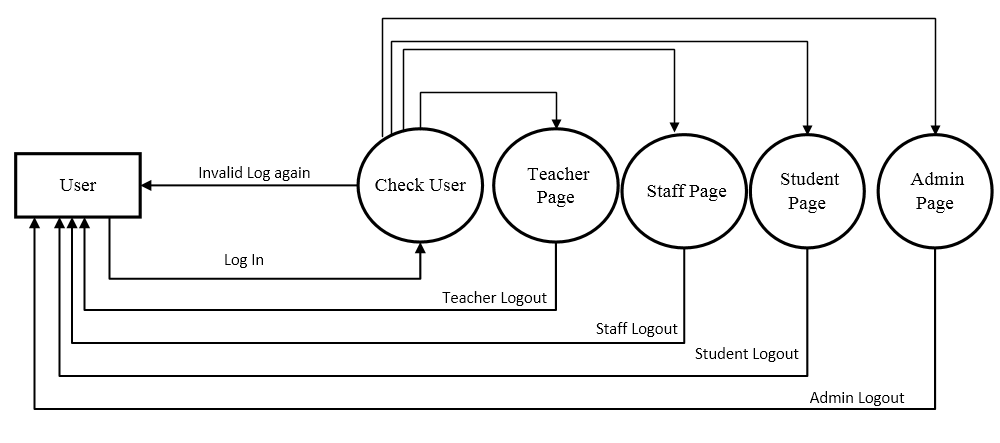 User
Invalid Log again
Check User
Teacher
Page
Staff Page
Student
Page
Admin
Page
Log In
Teacher Logout
Staff Logout
Student Logout
Admin Logout